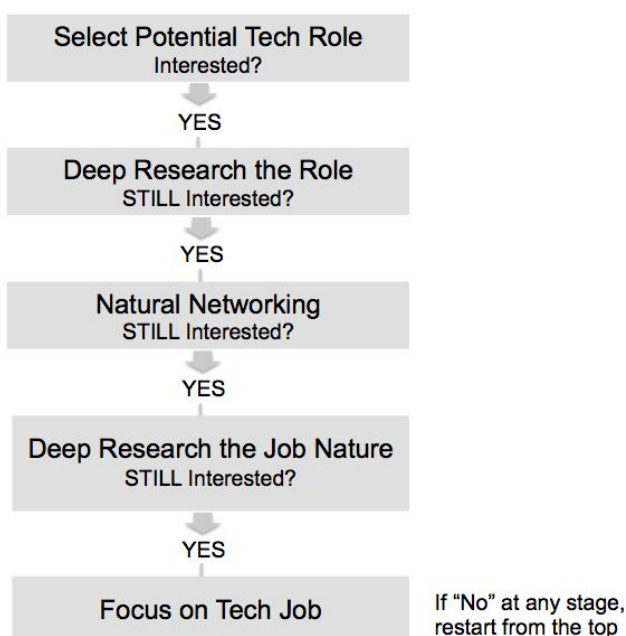 Select Potential Tech Role
Interested?
YES
Deep Research the Role
STILL Interested?
YES
Natural Networking
STILL Interested?
YES
Deep Research the Job Nature
STILL Interested?
YES
Focus on Tech Job
If “No” at any stage,
restart from the top